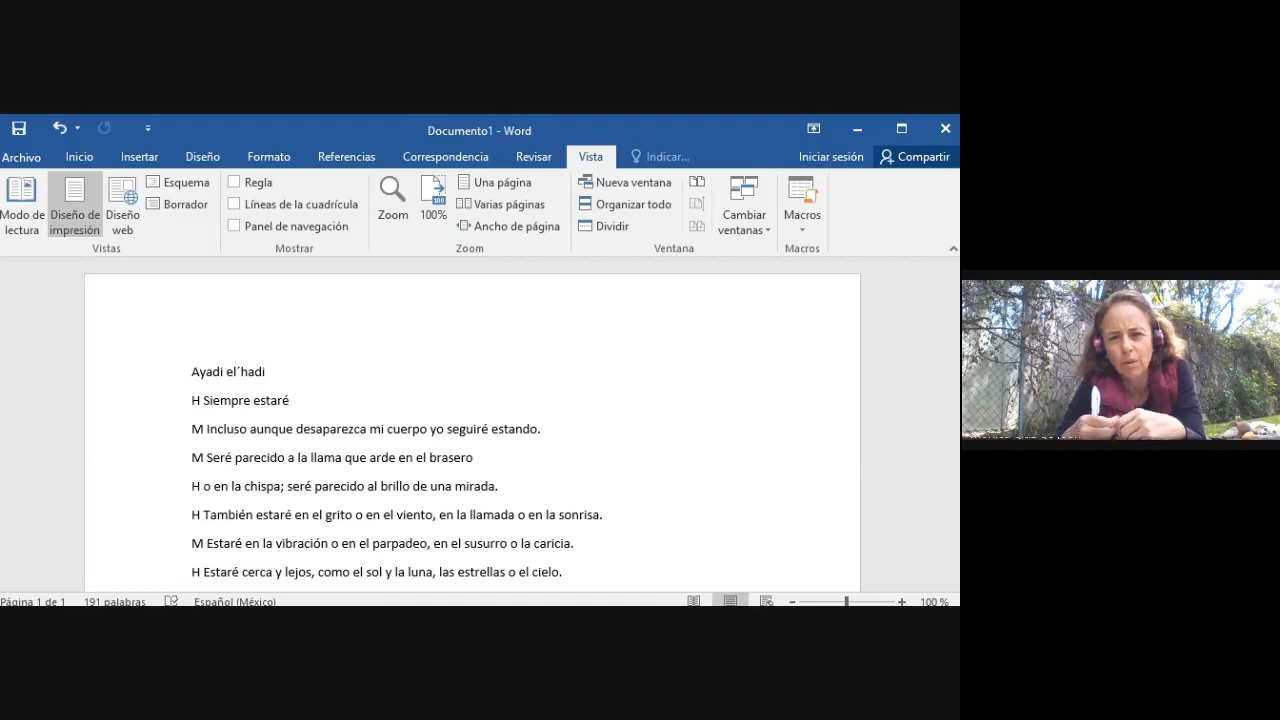 Documento1 - Word
Archivo
Inicio
Insertar
Diseño
Formato
Referencias
Correspondencia
Revisar
Vista
Indicar...
Iniciar sesión
Compartir
Modo de lectura
Diseño de impresión
Diseño web
Esquema
Borrador
Vistas
Regla
Líneas de la cuadrícula
Panel de navegación
Mostrar
Zoom
100%
Una página
Varias páginas
Ancho de página
Zoom
Nueva ventana
Organizar todo
Dividir
Cambiar ventanas
Ventana
Macros
Macros
Ayadi el´hadi
H Siempre estaré
M Incluso aunque desaparezca mi cuerpo yo seguiré estando.
M Seré parecido a la llama que arde en el brasero
H o en la chispa; seré parecido al brillo de una mirada.
H También estaré en el grito o en el viento, en la llamada o en la sonrisa.
M Estaré en la vibración o en el parpadeo, en el susurro o la caricia.
H Estaré cerca y lejos, como el sol y la luna, las estrellas o el cielo.
Página 1 de 1
191 palabras
Español (México)
100 %